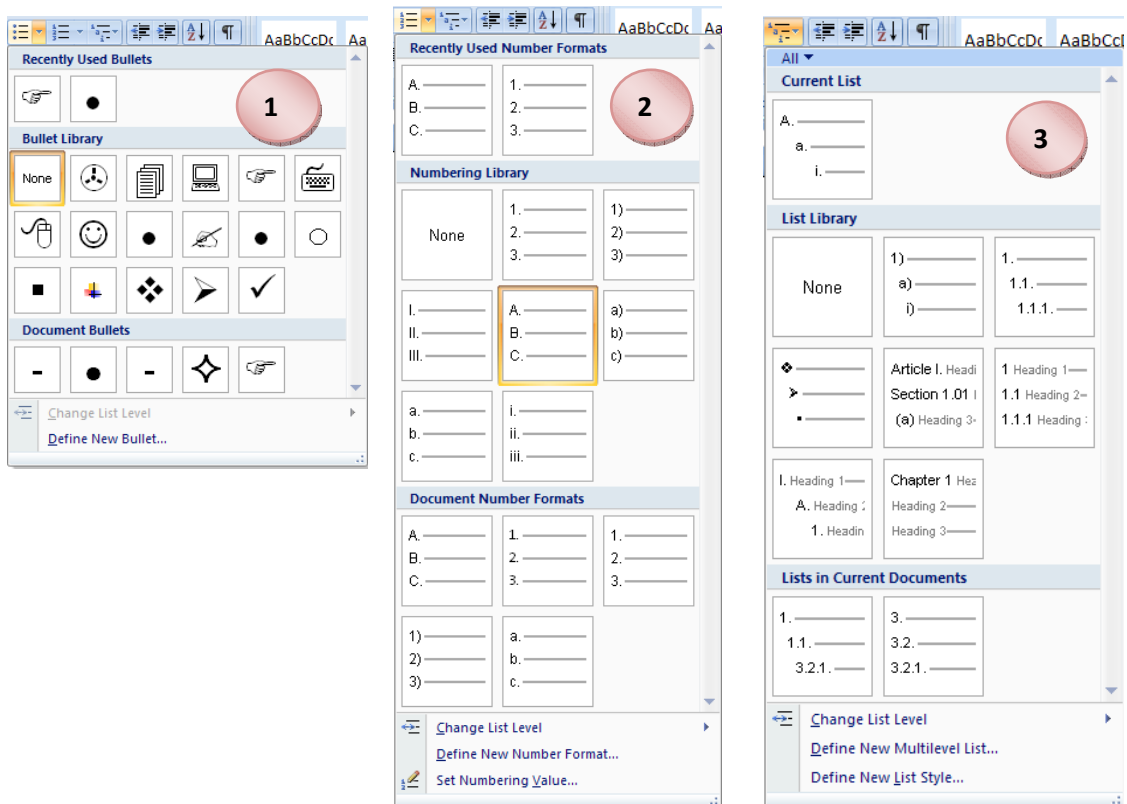 AaBbCcDc Aa
Recently Used Bullets
1
Bullet Library
None
Document Bullets
Change List Level
Define New Bullet...
AaBbCcDc Aa
Recently Used Number Formats
A.
B.
C.
1.
2.
3.
2
Numbering Library
None
1.
2.
3.
1)
2)
3)
I.
II.
III.
A.
B.
C.
a)
b)
c)
a.
b.
c.
i.
ii.
iii.
Document Number Formats
A.
B.
C.
1.
2.
3.
1.
2.
3.
1)
2)
3)
a.
b.
c.
Change List Level
Define New Number Format...
Set Numbering Value...
AaBbCcDc AaBbCcI
All
Current List
A.
a.
i.
3
List Library
None
1)
a)
i)
1.
1.1.
1.1.1.
Article I. Headi
Section 1.01
(a) Heading 3
1 Heading 1
1.1 Heading 2
1.1.1 Heading
I. Heading 1
A. Heading
1. Headin
Chapter 1 Hea
Heading 2
Heading 3
Lists in Current Documents
1.
1.1.
3.2.1.
3.
3.2.
3.2.1.
Change List Level
Define New Multilevel List...
Define New List Style...